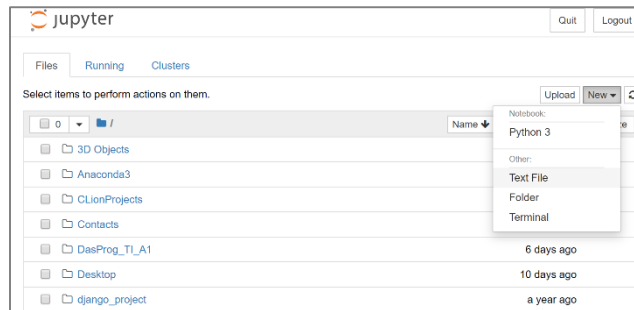 jupyter
Quit Logout
Files Running Clusters
Select items to perform actions on them.
Upload New
0 /
Name
Notebook:
Python 3
Other:
Text File
Folder
Terminal
3D Objects
Anaconda3
CLionProjects
Contacts
DasProg_TI_A1 6 days ago
Desktop 10 days ago
django_project a year ago